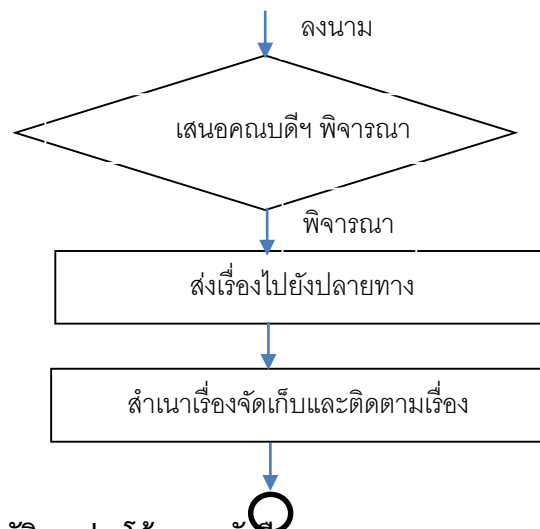 ลงนาม
เสนอคณบดีฯ พิจารณา
พิจารณา
ส่งเรื่องไปยังปลายทาง
สำเนาเรื่องจัดเก็บและติดตามเรื่อง